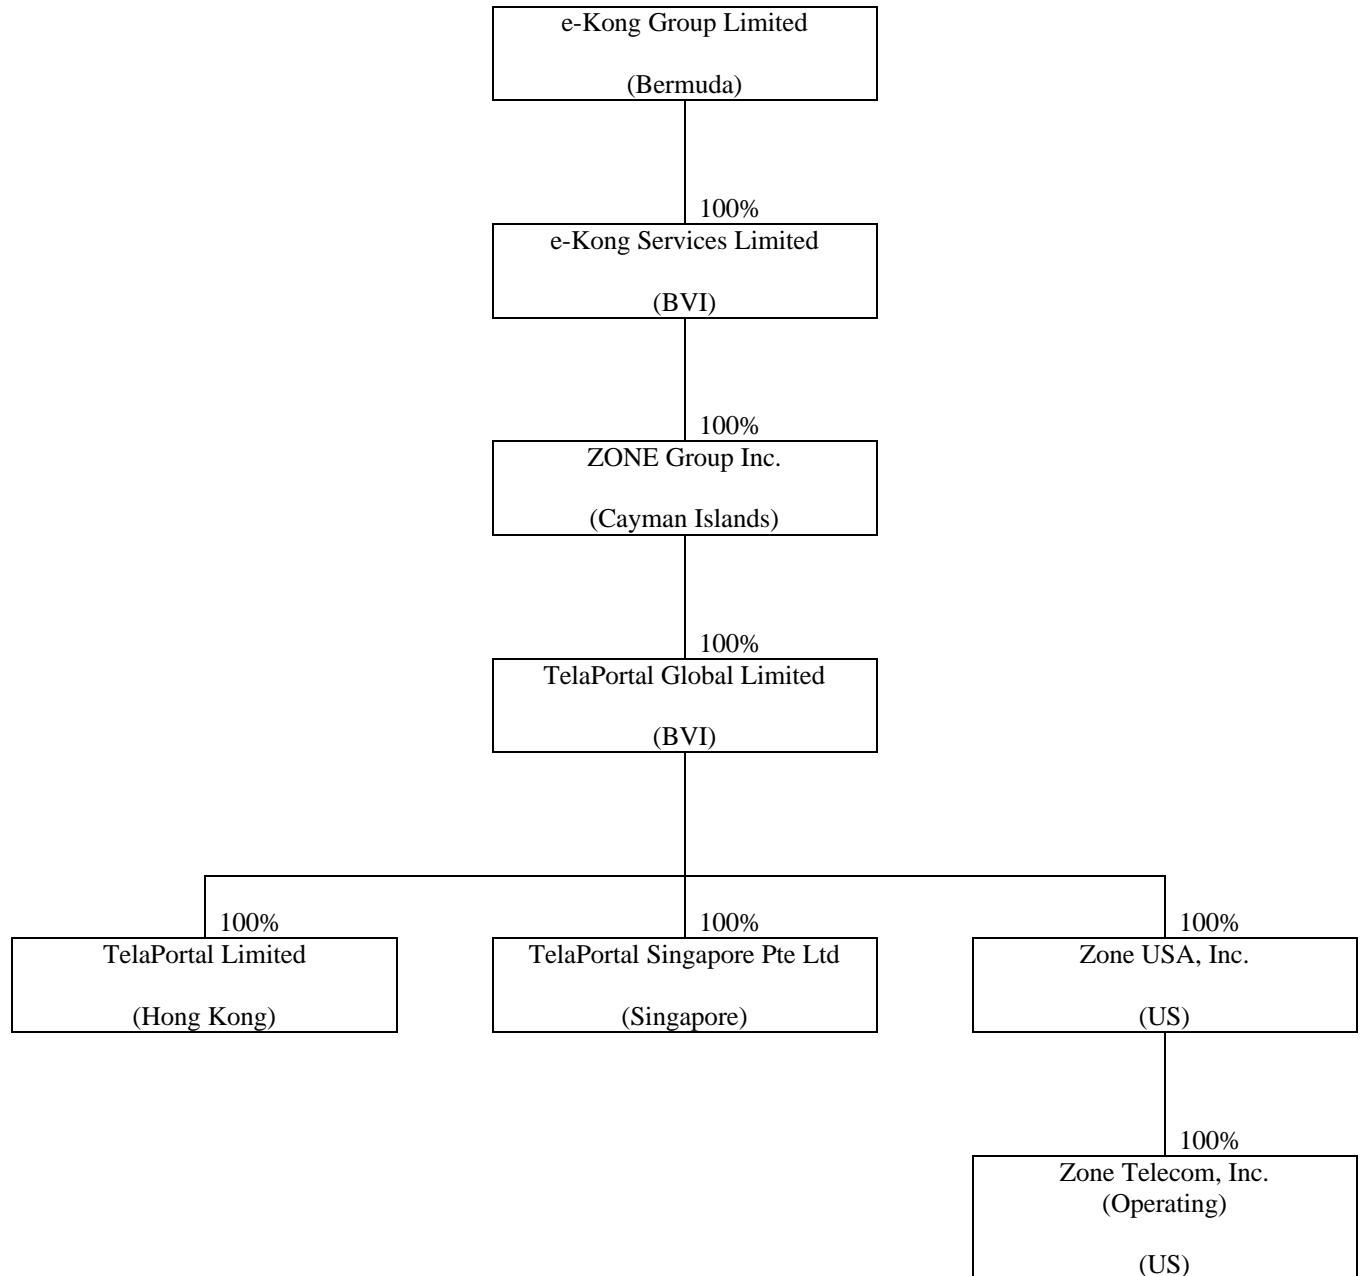 e-Kong Group Limited
(Bermuda)
100%
e-Kong Services Limited
(BVI)
100%
ZONE Group Inc.
(Cayman Islands)
100%
TelaPortal Global Limited
(BVI)
100%
TelaPortal Limited
(Hong Kong)
100%
TelaPortal Singapore Pte Ltd
(Singapore)
100%
Zone USA, Inc.
(US)
100%
Zone Telecom, Inc.
(Operating)
(US)